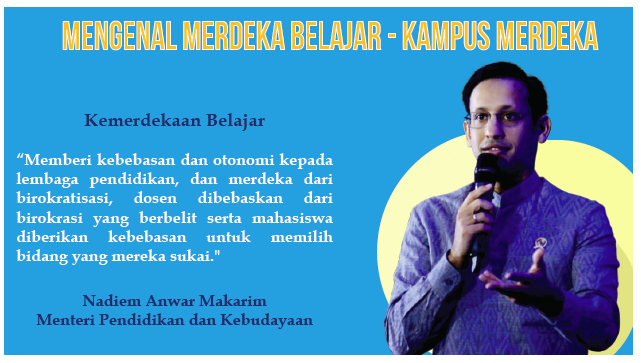 MENGENAL MERDEKA BELAJAR - KAMPUS MERDEKA
Kemerdekaan Belajar
“Memberi kebebasan dan otonomi kepada
lembaga pendidikan, dan merdeka dari
birokratisasi, dosen dibebaskan dari
birokrasi yang berbelit serta mahasiswa
diberikan kebebasan untuk memilih
bidang yang mereka sukai."
Nadiem Anwar Makarim
Menteri Pendidikan dan Kebudayaan